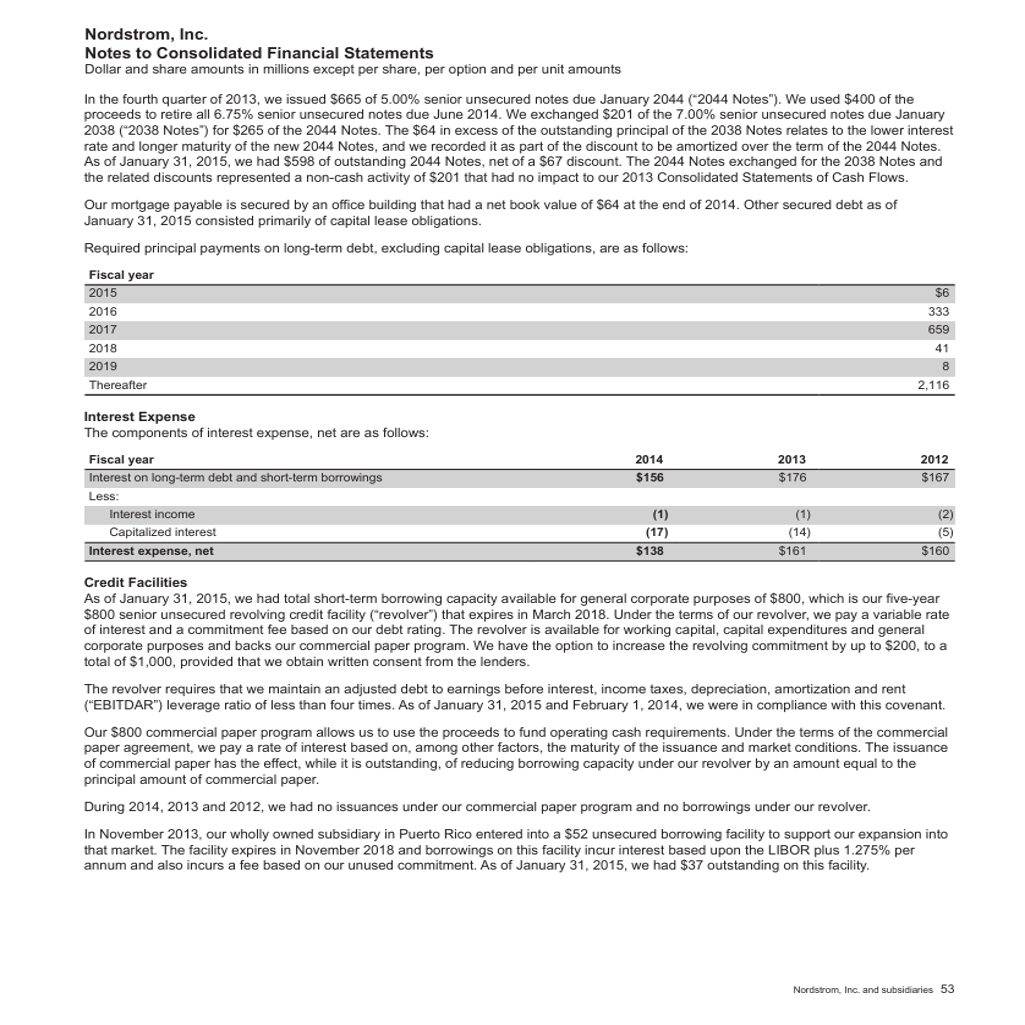 Nordstrom, Inc.
Notes to Consolidated Financial Statements
Dollar and share amounts in millions except per share, per option and per unit amounts
In the fourth quarter of 2013, we issued $665 of 5.00% senior unsecured notes due January 2044 (“2044 Notes”). We used $400 of the
proceeds to retire all 6.75% senior unsecured notes due June 2014. We exchanged $201 of the 7.00% senior unsecured notes due January
2038 (“2038 Notes”) for $265 of the 2044 Notes. The $64 in excess of the outstanding principal of the 2038 Notes relates to the lower interest
rate and longer maturity of the new 2044 Notes, and we recorded it as part of the discount to be amortized over the term of the 2044 Notes.
As of January 31, 2015, we had $598 of outstanding 2044 Notes, net of a $67 discount. The 2044 Notes exchanged for the 2038 Notes and
the related discounts represented a non-cash activity of $201 that had no impact to our 2013 Consolidated Statements of Cash Flows.
Our mortgage payable is secured by an office building that had a net book value of $64 at the end of 2014. Other secured debt as of
January 31, 2015 consisted primarily of capital lease obligations.
Required principal payments on long-term debt, excluding capital lease obligations, are as follows:
Fiscal year
2015 $6
2016 333
2017 659
2018 41
2019 8
Thereafter 2,116
Interest Expense
The components of interest expense, net are as follows:
Fiscal year 2014 2013 2012
Interest on long-term debt and short-term borrowings $156 $176 $167
Less:
Interest income (1) (1) (2)
Capitalized interest (17) (14) (5)
Interest expense, net $138 $161 $160
Credit Facilities
As of January 31, 2015, we had total short-term borrowing capacity available for general corporate purposes of $800, which is our five-year
$800 senior unsecured revolving credit facility (“revolver”) that expires in March 2018. Under the terms of our revolver, we pay a variable rate
of interest and a commitment fee based on our debt rating. The revolver is available for working capital, capital expenditures and general
corporate purposes and backs our commercial paper program. We have the option to increase the revolving commitment by up to $200, to a
total of $1,000, provided that we obtain written consent from the lenders.
The revolver requires that we maintain an adjusted debt to earnings before interest, income taxes, depreciation, amortization and rent
(“EBITDAR”) leverage ratio of less than four times. As of January 31, 2015 and February 1, 2014, we were in compliance with this covenant.
Our $800 commercial paper program allows us to use the proceeds to fund operating cash requirements. Under the terms of the commercial
paper agreement, we pay a rate of interest based on, among other factors, the maturity of the issuance and market conditions. The issuance
of commercial paper has the effect, while it is outstanding, of reducing borrowing capacity under our revolver by an amount equal to the
principal amount of commercial paper.
During 2014, 2013 and 2012, we had no issuances under our commercial paper program and no borrowings under our revolver.
In November 2013, our wholly owned subsidiary in Puerto Rico entered into a $52 unsecured borrowing facility to support our expansion into
that market. The facility expires in November 2018 and borrowings on this facility incur interest based upon the LIBOR plus 1.275% per
annum and also incurs a fee based on our unused commitment. As of January 31, 2015, we had $37 outstanding on this facility.
Nordstrom, Inc. and subsidiaries 53